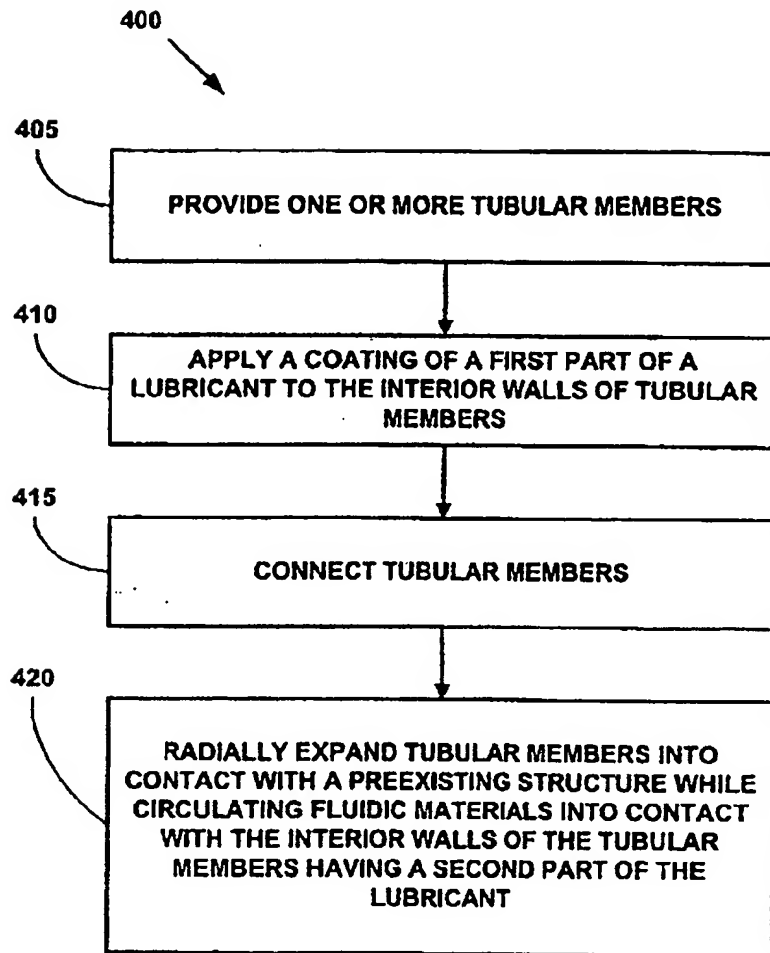 400
405
PROVIDE ONE OR MORE TUBULAR MEMBERS
410
APPLY A COATING OF A FIRST PART OF A
LUBRICANT TO THE INTERIOR WALLS OF TUBULAR
MEMBERS
415
CONNECT TUBULAR MEMBERS
420
RADIALLY EXPAND TUBULAR MEMBERS INTO
CONTACT WITH A PREEXISTING STRUCTURE WHILE
CIRCULATING FLUIDIC MATERIALS INTO CONTACT
WITH THE INTERIOR WALLS OF THE TUBULAR
MEMBERS HAVING A SECOND PART OF THE
LUBRICANT